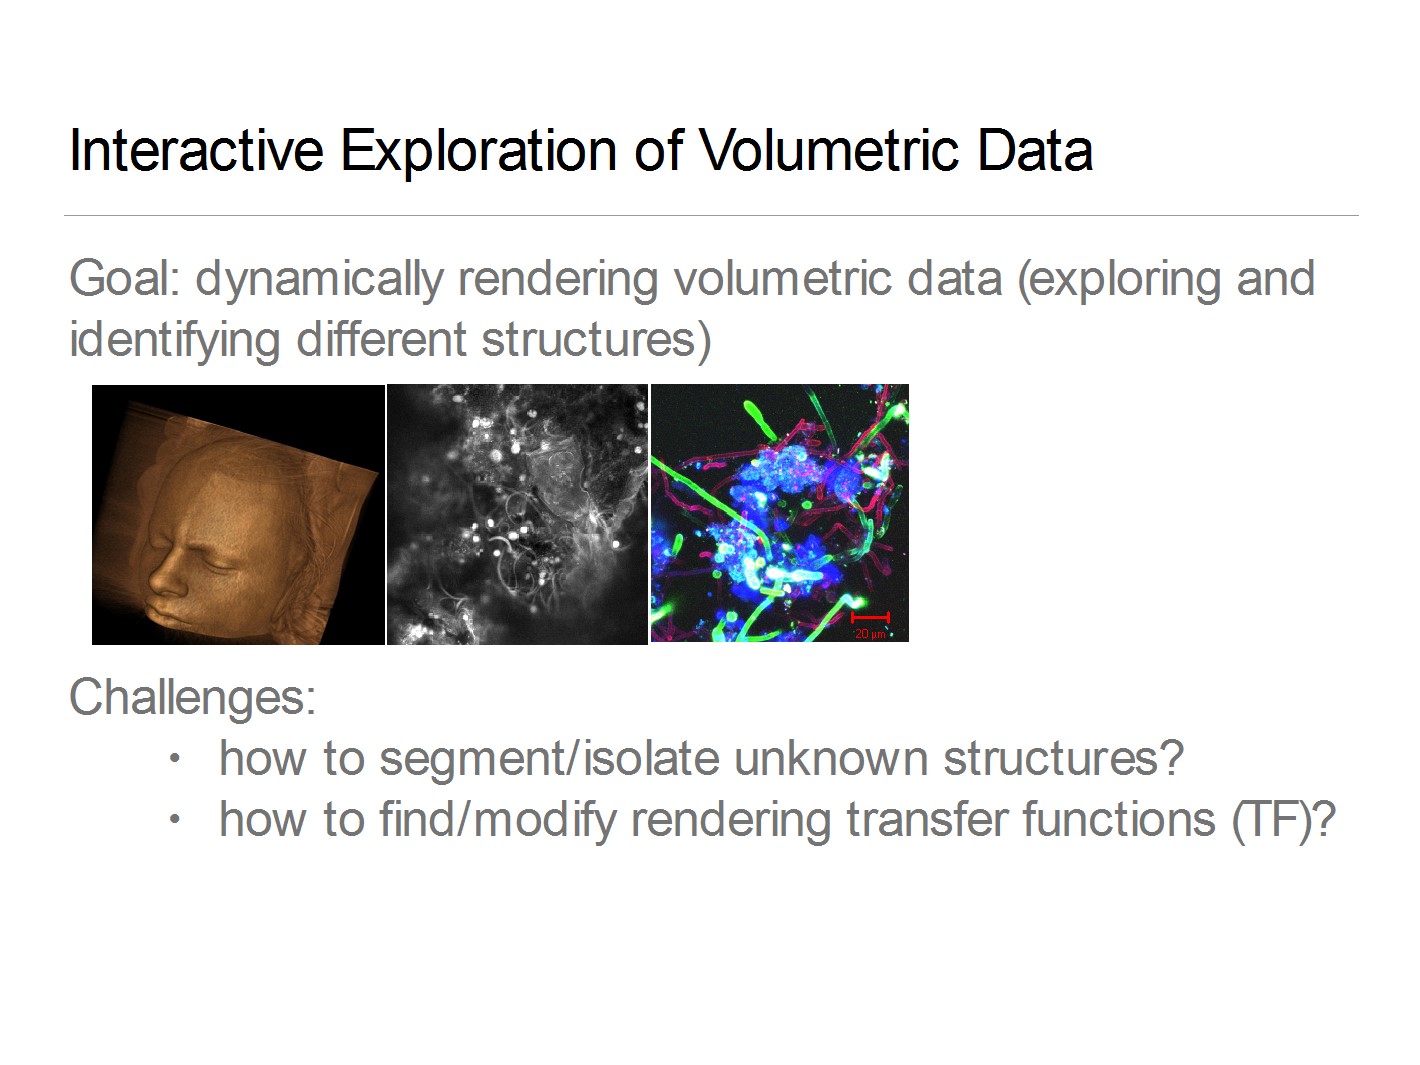 Interactive Exploration of Volumetric Data
Goal: dynamically rendering volumetric data (exploring and
identifying different structures)
20 µm
Challenges:
• how to segment/isolate unknown structures?
• how to find/modify rendering transfer functions (TF)?